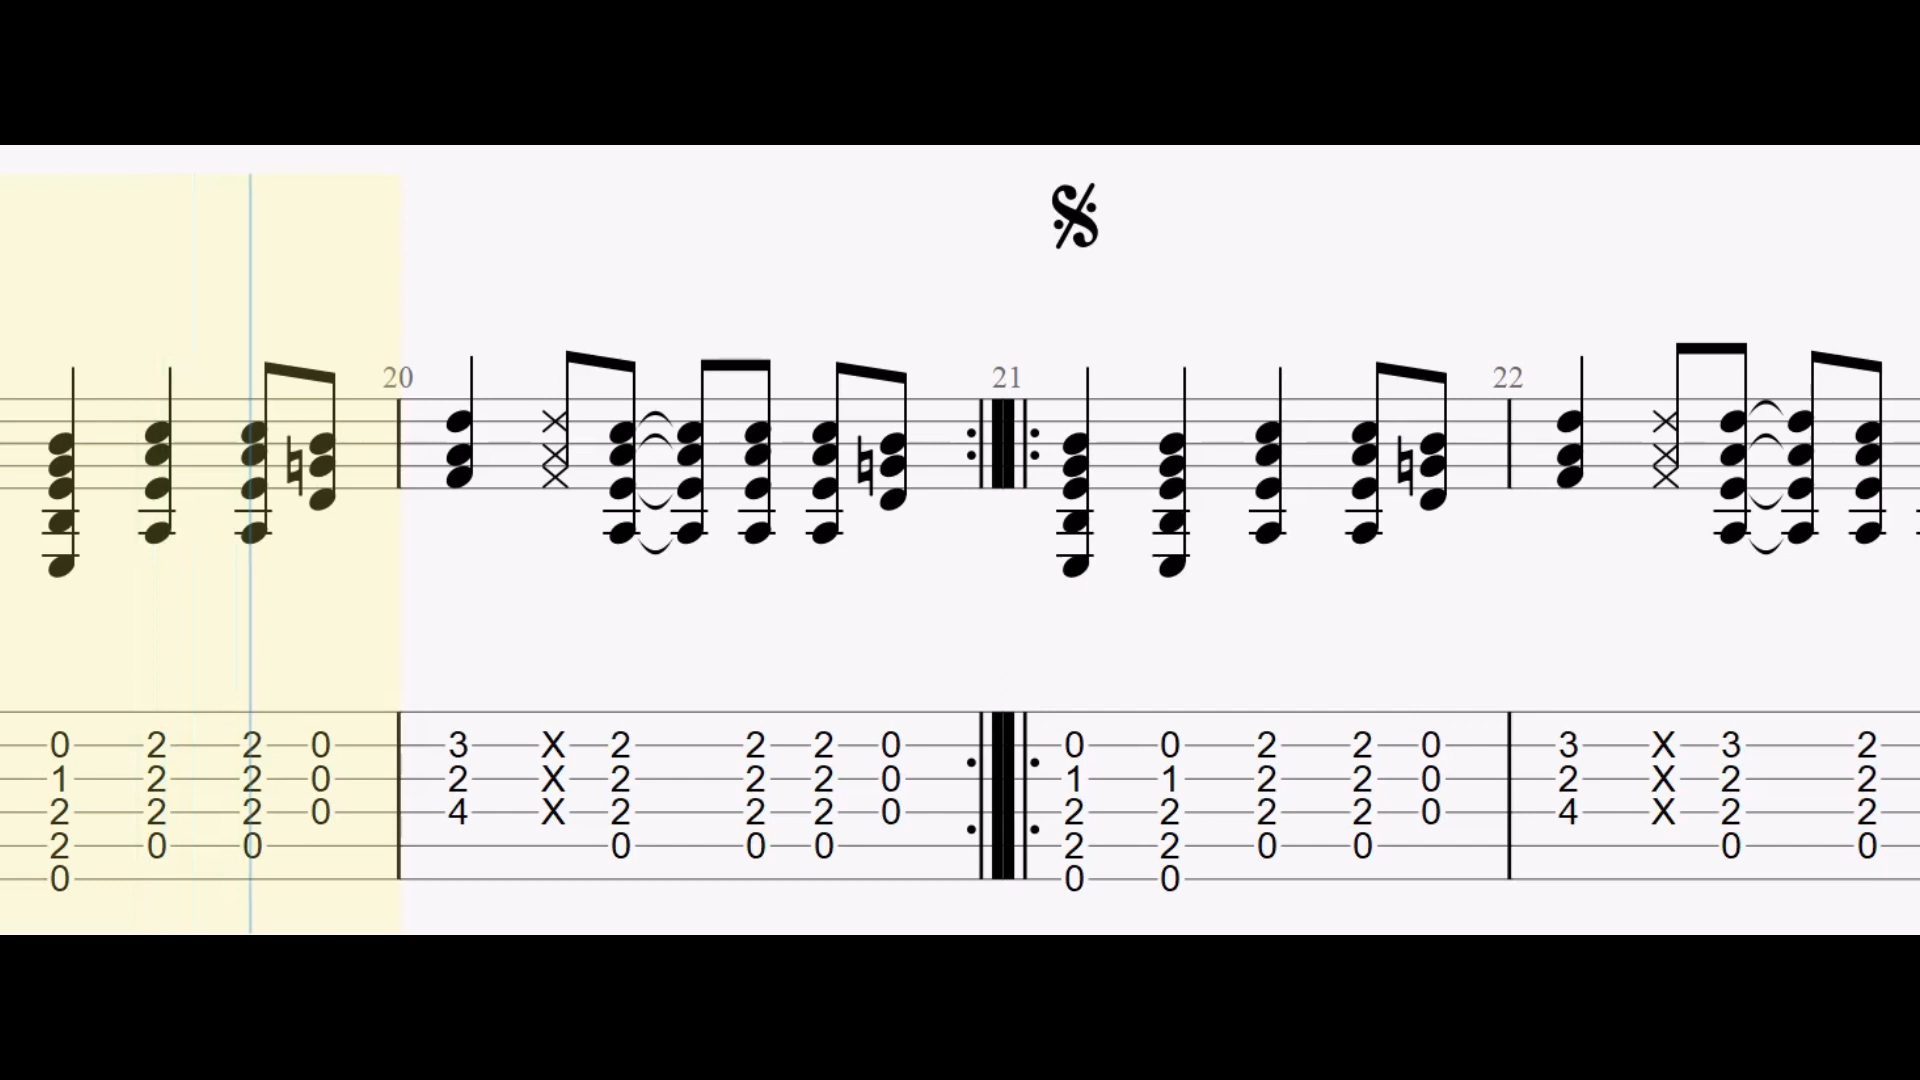 20 21 22
0 2 2 0 3 X 2 2 2 0 0 0 2 2 0 3 X 3 2
1 2 2 0 2 X 2 2 2 0 1 1 2 2 0 2 X 2 2
2 2 2 0 4 X 2 2 2 0 2 2 2 2 0 4 X 2 2
2 0 0 0 0 0 2 2 0 0 0 0
0 0 0